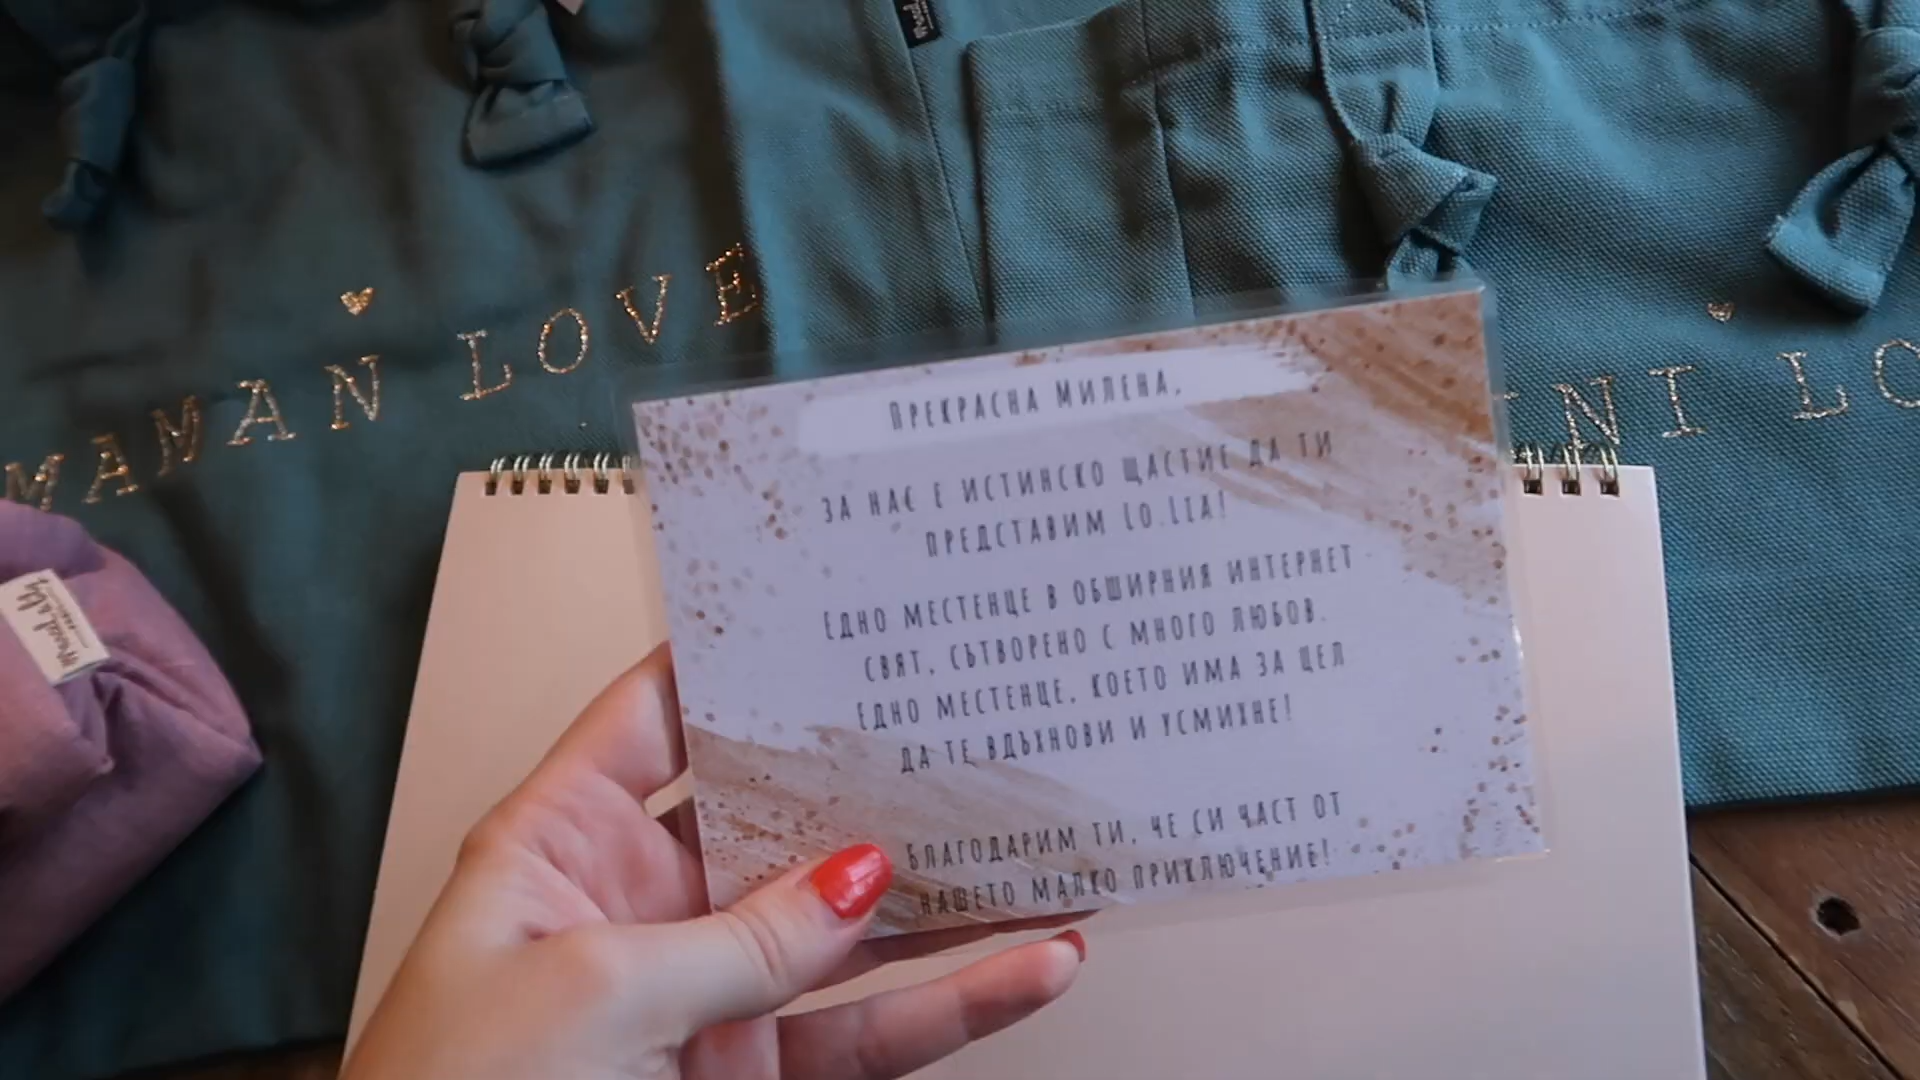 MAMAN LOVE
INI LO
Прекрасна Милена,
за нас е истинско щастие да ти
представим Lo.Lia!
Едно местенце в обширния интернет
свят, сътворено с много любов.
Едно местенце, което има за цел
да те вдъхнови и усмихне!
Благодарим ти, че си част от
нашето малко приключение!